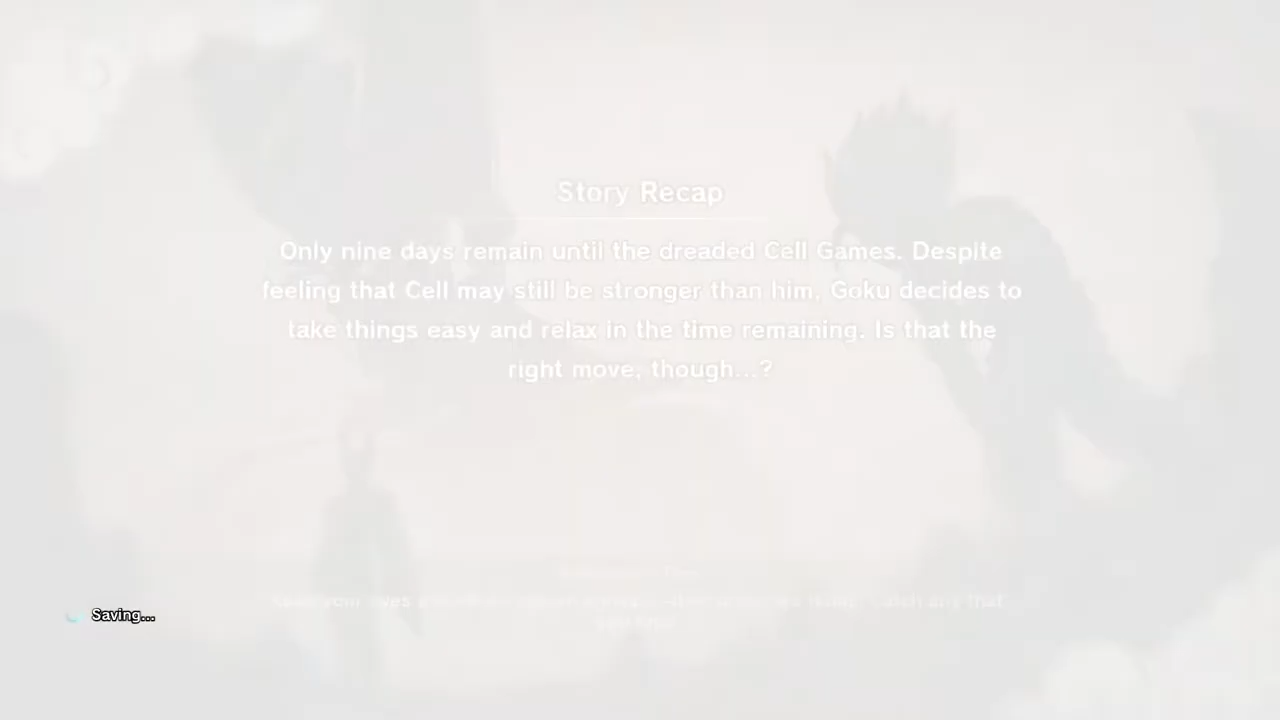 Story Recap
Only nine days remain until the dreaded Cell Games. Despite
feeling that Cell may still be stronger than him, Goku decides to
take things easy and relax in the time remaining. Is that the
right move, though...?
Saving...